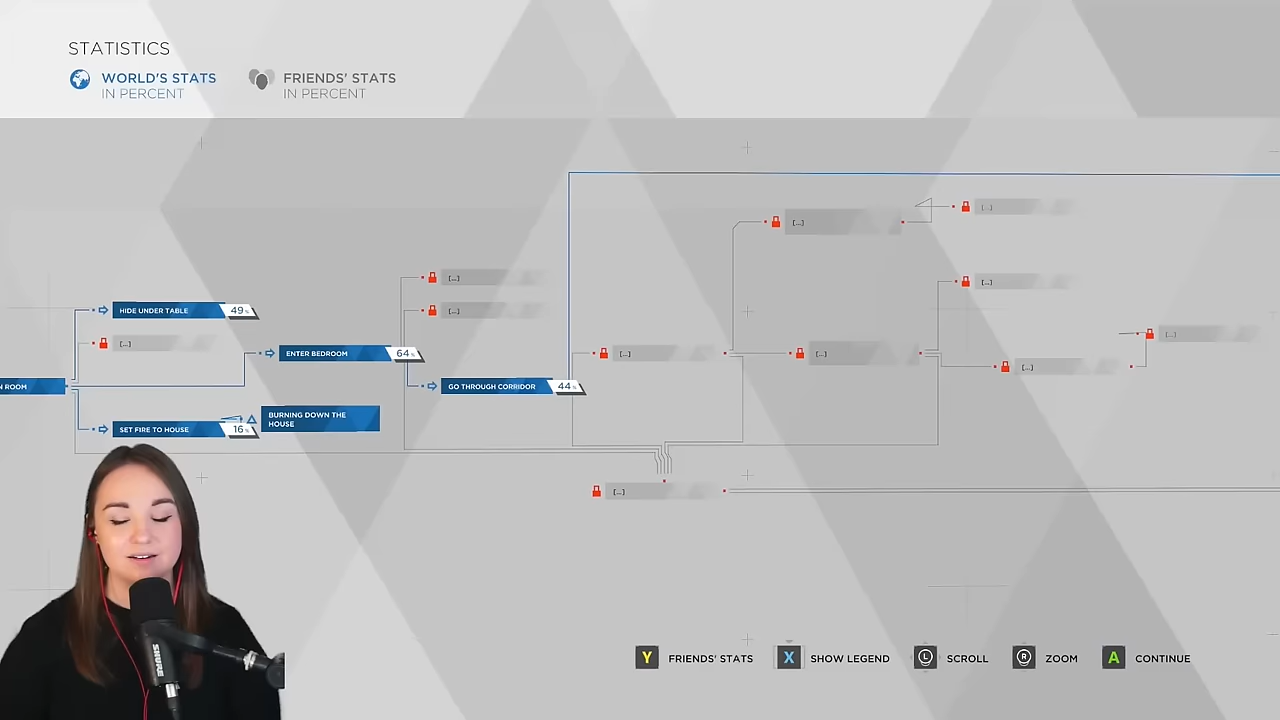 STATISTICS
WORLD'S STATS
IN PERCENT
FRIENDS' STATS
IN PERCENT
[...]
[...]
[...]
[...]
[...]
HIDE UNDER TABLE 49%
[...]
[...]
[...]
ENTER BEDROOM 64%
[...]
[...]
[...]
N ROOM
GO THROUGH CORRIDOR 44%
BURNING DOWN THE
HOUSE
SET FIRE TO HOUSE 16%
[...]
SHURE
Y FRIENDS' STATS
X SHOW LEGEND
L SCROLL
R ZOOM
A CONTINUE